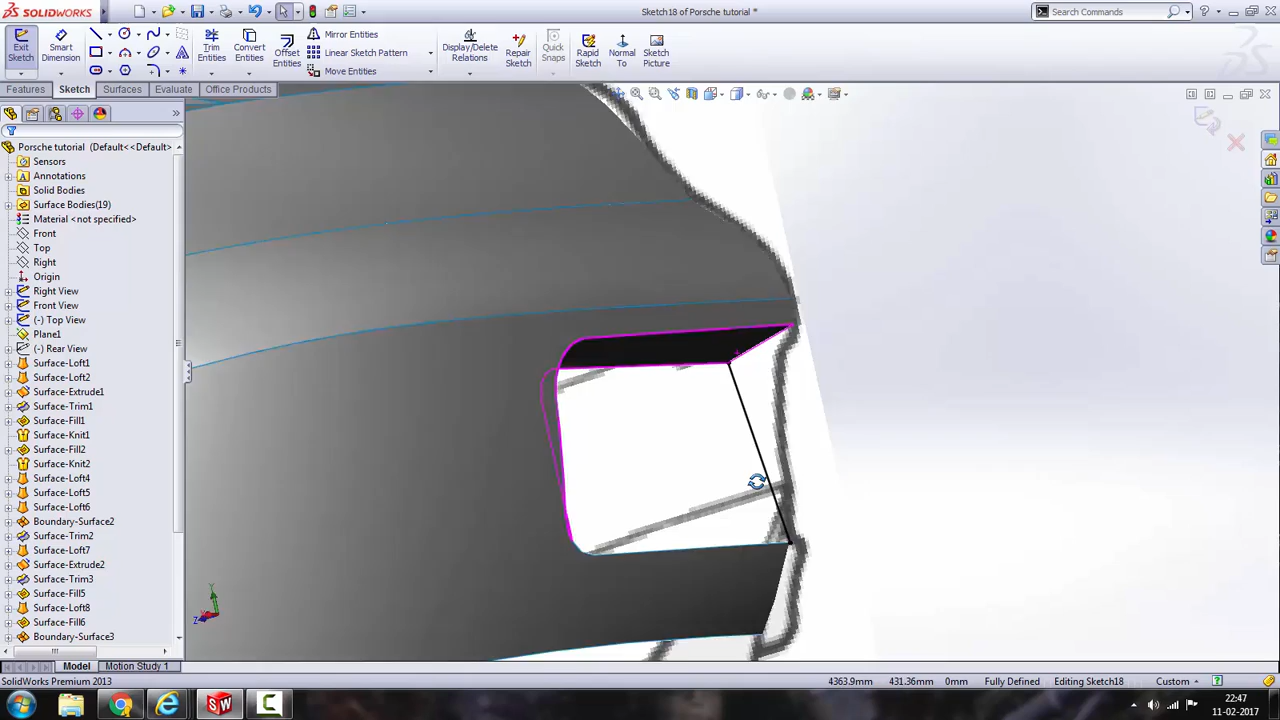 SOLIDWORKS
Sketch18 of Porsche tutorial *
Search Commands
Exit Sketch
Smart Dimension
Trim Entities
Convert Entities
Offset Entities
Mirror Entities
Linear Sketch Pattern
Move Entities
Display/Delete Relations
Repair Sketch
Quick Snaps
Rapid Sketch
Normal To
Sketch Picture
Features
Sketch
Surfaces
Evaluate
Office Products
Porsche tutorial (Default<<Default>
Sensors
Annotations
Solid Bodies
Surface Bodies(19)
Material <not specified>
Front
Top
Right
Origin
Right View
Front View
(-) Top View
Plane1
(-) Rear View
Surface-Loft1
Surface-Loft2
Surface-Extrude1
Surface-Trim1
Surface-Fill1
Surface-Knit1
Surface-Fill2
Surface-Knit2
Surface-Loft4
Surface-Loft5
Surface-Loft6
Boundary-Surface2
Surface-Trim2
Surface-Loft7
Surface-Extrude2
Surface-Trim3
Surface-Fill5
Surface-Loft8
Surface-Fill6
Boundary-Surface3
Y
Z
Model
Motion Study 1
SolidWorks Premium 2013
4363.9mm 431.36mm 0mm Fully Defined Editing Sketch18 Custom
22:47
11-02-2017